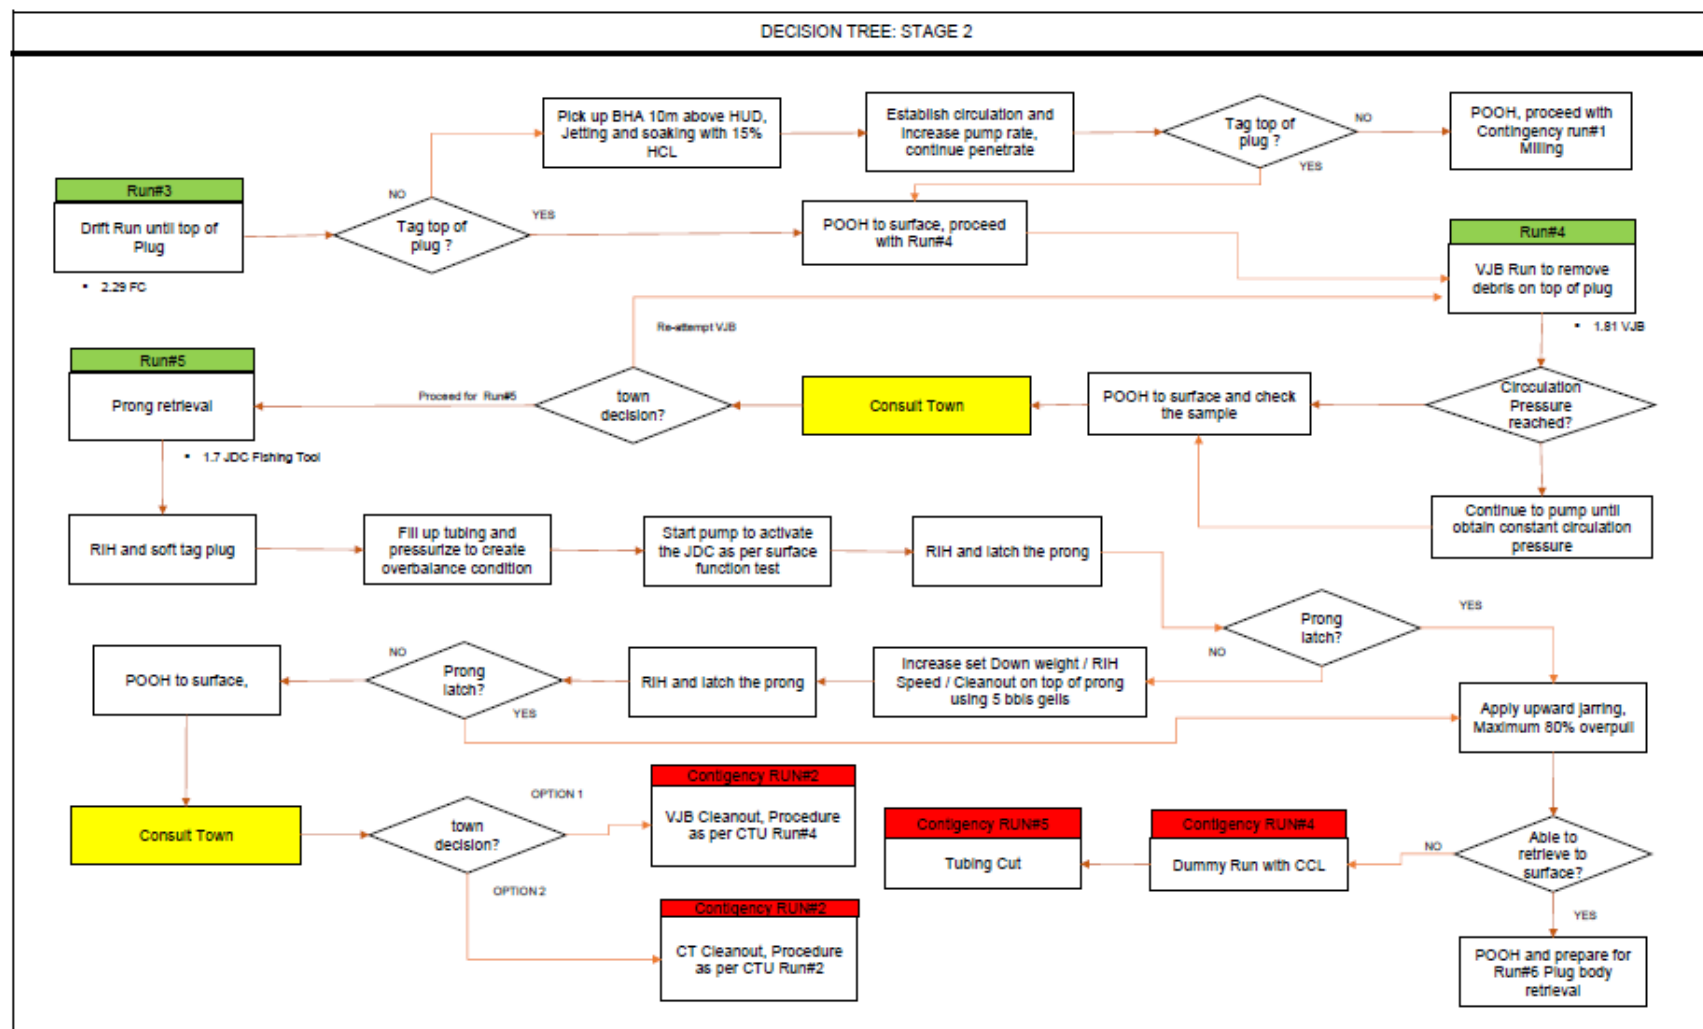 DECISION TREE: STAGE 2
Pick up BHA 10m above HUD,
Jetting and soaking with 15%
HCL
Establish circulation and
increase pump rate,
continue penetrate
Tag top of
plug ?
NO
YES
POOH, proceed with
Contingency run#1
Milling
Run#3
Drift Run until top of
Plug
2.29 FC
NO
Tag top of
plug ?
YES
POOH to surface, proceed
with Run#4
Run#4
VJB Run to remove
debris on top of plug
1.81 VJB
Re-attempt VJB
Run#5
Prong retrieval
1.7 JDC Fishing Tool
Proceed for Run#5
town
decision?
Consult Town
POOH to surface and check
the sample
Circculation
Pressure
reached?
Continue to pump until
obtain constant circulation
pressure
RIH and soft tag plug
Fill up tubing and
pressurize to create
overbalance condition
Start pump to activate
the JDC as per surface
function test
RIH and latch the prong
Prong
latch?
YES
NO
POOH to surface,
NO
Prong
latch?
YES
RIH and latch the prong
Increase set Down weight / RIH
Speed / Cleanout on top of prong
using 5 bbls gells
Apply upward jarring,
Maximum 80% overpull
Consult Town
town
decision?
OPTION 1
OPTION 2
Contigency RUN#2
VJB Cleanout, Procedure
as per CTU Run#4
Contigency RUN#2
CT Cleanout, Procedure
as per CTU Run#2
Contigency RUN#5
Tubing Cut
Contigency RUN#4
Dummy Run with CCL
NO
Able to
retrieve to
surface?
YES
POOH and prepare for
Run#6 Plug body
retrieval